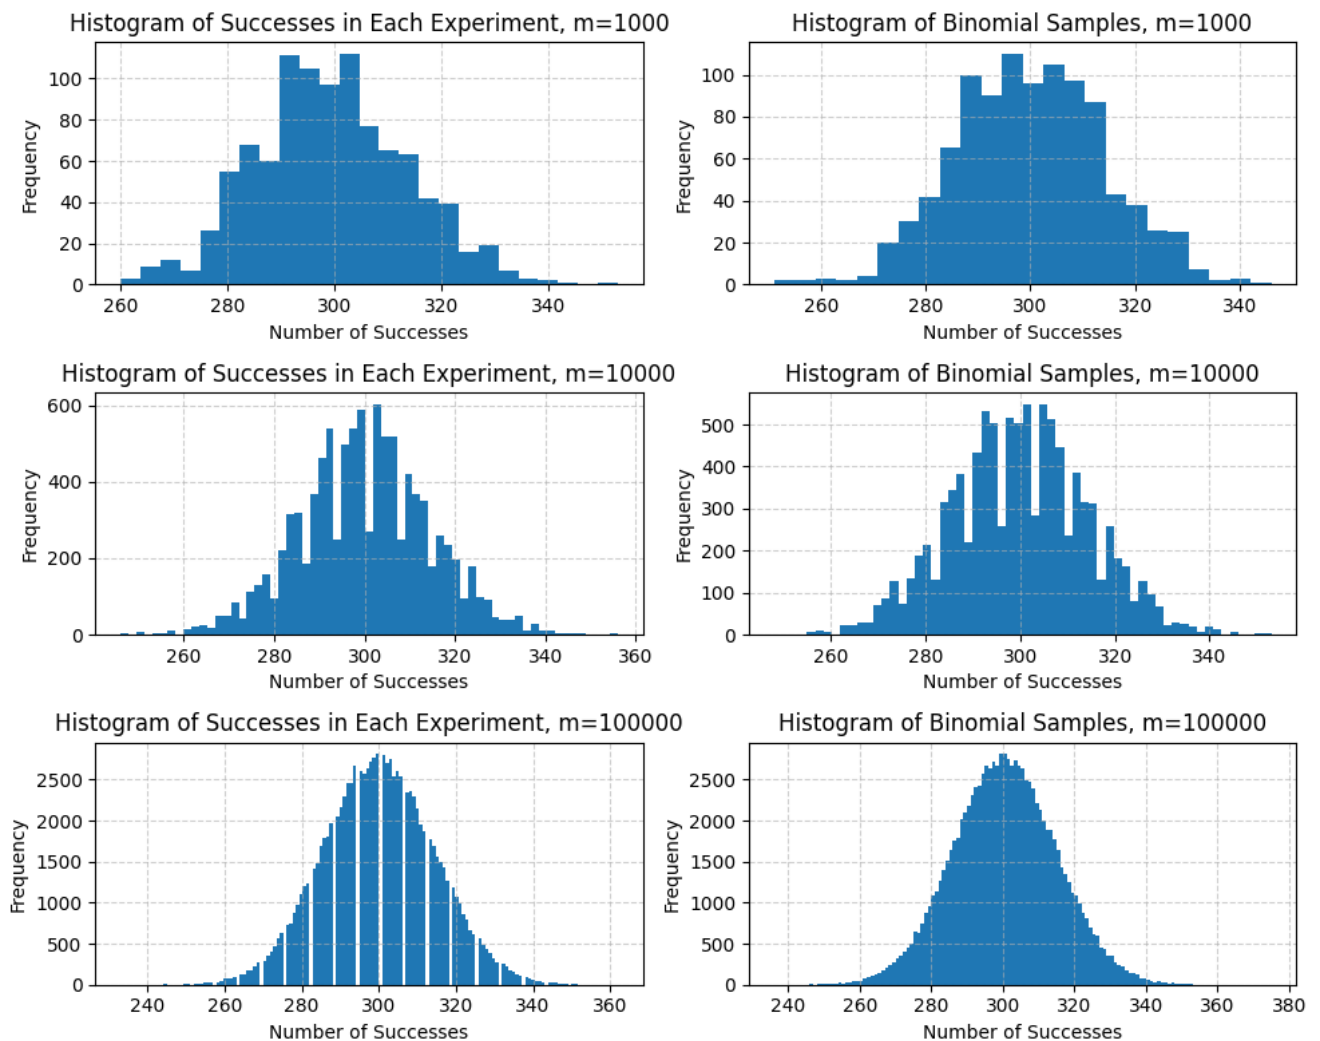 Histogram of Successes in Each Experiment, m=1000
Frequency
100
80
60
40
20
0
260 280 300 320 340
Number of Successes
Histogram of Binomial Samples, m=1000
Frequency
100
80
60
40
20
0
260 280 300 320 340
Number of Successes
Histogram of Successes in Each Experiment, m=10000
Frequency
600
400
200
0
260 280 300 320 340 360
Number of Successes
Histogram of Binomial Samples, m=10000
Frequency
500
400
300
200
100
0
260 280 300 320 340
Number of Successes
Histogram of Successes in Each Experiment, m=100000
Frequency
2500
2000
1500
1000
500
0
240 260 280 300 320 340 360
Number of Successes
Histogram of Binomial Samples, m=100000
Frequency
2500
2000
1500
1000
500
0
240 260 280 300 320 340 360 380
Number of Successes